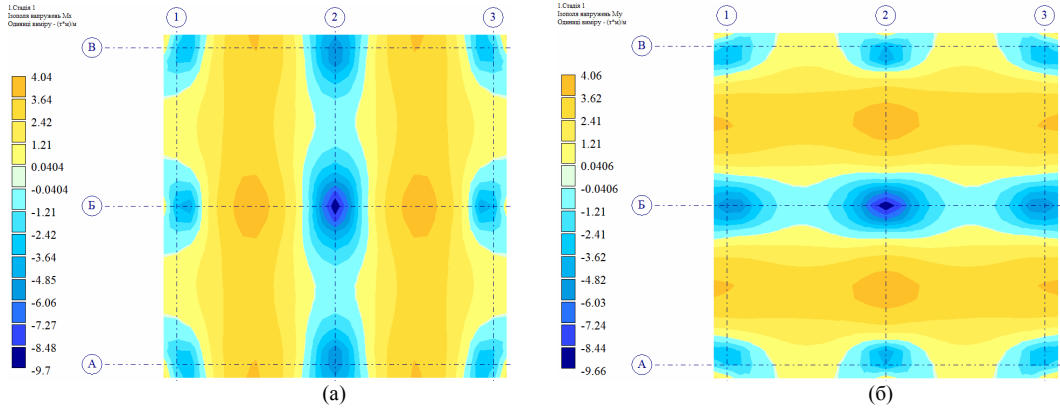 1.Стадія 1
Ізополя напружень Mx
Одиниці виміру - (т*м)/м
1
2
3
В
Б
А
4.04
3.64
2.42
1.21
0.0404
-0.0404
-1.21
-2.42
-3.64
-4.82
-6.06
-7.27
-8.48
-9.7
(а)
1.Стадія 1
Ізополя напружень My
Одиниці виміру - (т*м)/м
1
2
3
В
Б
А
4.06
3.62
2.41
1.21
0.0406
-0.0406
-1.21
-2.41
-3.62
-4.82
-6.03
-7.24
-8.44
-9.66
(б)